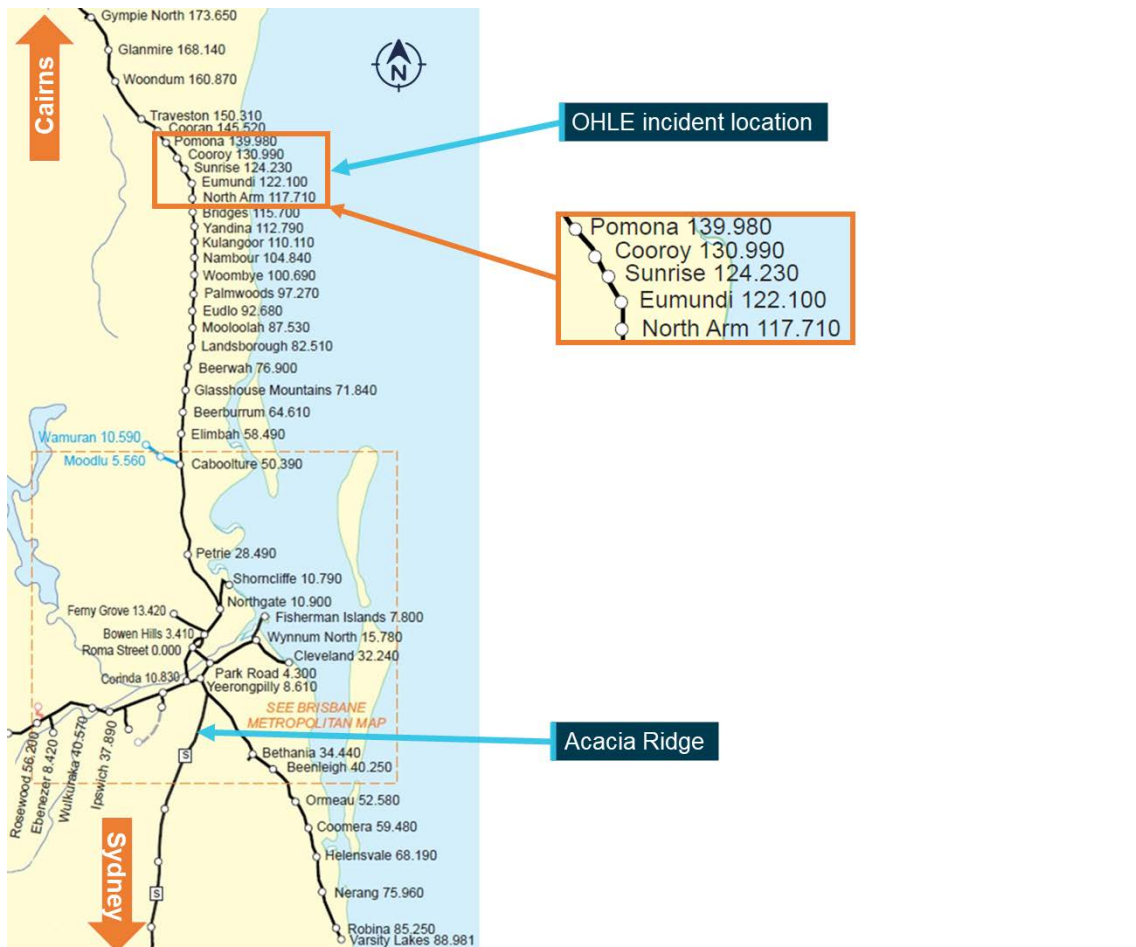 Gympie North 173.650
Glanmire 168.140
Woondum 160.870
Traveston 150.310
Cooran 145.520
Pomona 139.980
Cooroy 130.990
Sunrise 124.230
Eumundi 122.100
North Arm 117.710
Bridges 115.700
Yandina 112.790
Kulangoor 110.110
Nambour 104.840
Woombye 100.690
Palmwoods 97.270
Eudlo 92.680
Mooloolah 87.530
Landsborough 82.510
Beerwah 76.900
Glasshouse Mountains 71.840
Beerburrum 64.610
Elimbah 58.490
Wamuran 10.590
Moodlu 5.560
Caboolture 50.390
Petrie 28.490
Shorncliffe 10.790
Northgate 10.900
Ferny Grove 13.420
Fisherman Islands 7.800
Bowen Hills 3.410
Wynnum North 15.780
Roma Street 0.000
Cleveland 32.240
Park Road 4.300
Corinda 10.830
Yeerongpilly 8.610
SEE BRISBANE
METROPOLITAN MAP
Rosewood 56.200
Ebenezer 8.420
Wulkuraka 40.570
Ipswich 37.890
S
Bethania 34.440
Beenleigh 40.250
Ormeau 52.580
Coomera 59.480
Helensvale 68.190
S
Nerang 75.960
Robina 85.250
Varsity Lakes 88.981
Cairns
Sydney
N
OHLE incident location
Pomona 139.980
Cooroy 130.990
Sunrise 124.230
Eumundi 122.100
North Arm 117.710
Acacia Ridge